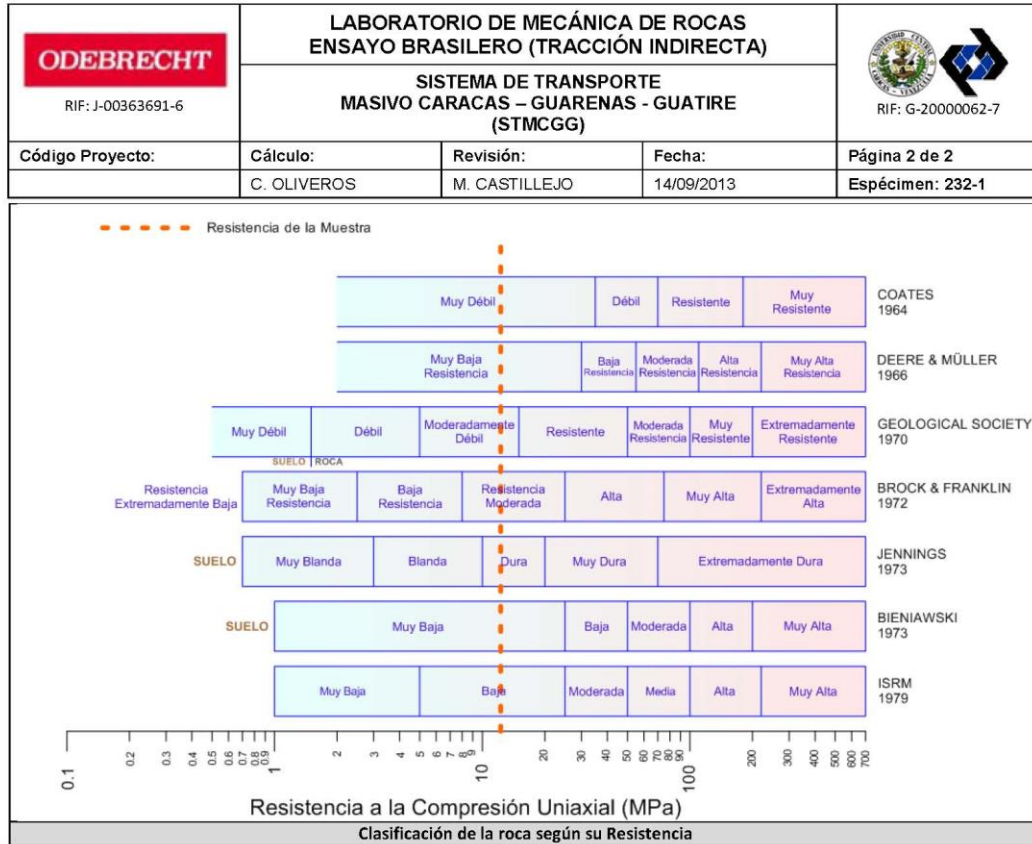 ODEBRECHT
RIF: J-00363691-6
LABORATORIO DE MECÁNICA DE ROCAS
ENSAYO BRASILERO (TRACCIÓN INDIRECTA)
SISTEMA DE TRANSPORTE
MASIVO CARACAS – GUARENAS - GUATIRE
(STMCGG)
UNIVERSIDAD CENTRAL
CARACAS - VENEZUELA
RIF: G-20000062-7
Código Proyecto: Cálculo: Revisión: Fecha: Página 2 de 2
C. OLIVEROS M. CASTILLEJO 14/09/2013 Espécimen: 232-1
Resistencia de la Muestra
Muy Débil Débil Resistente Muy
Resistente
COATES
1964
Muy Baja
Resistencia
Baja
Resistencia
Moderada
Resistencia
Alta
Resistencia
Muy Alta
Resistencia
DEERE & MÜLLER
1966
Muy Débil Débil Moderadamente
Débil
Resistente Moderada
Resistencia
Muy
Resistente
Extremadamente
Resistente
GEOLOGICAL SOCIETY
1970
SUELO ROCA
Resistencia
Extremadamente Baja
Muy Baja
Resistencia
Baja
Resistencia
Resistencia
Moderada
Alta Muy Alta Extremadamente
Alta
BROCK & FRANKLIN
1972
SUELO Muy Blanda Blanda Dura Muy Dura Extremadamente Dura
JENNINGS
1973
SUELO Muy Baja Baja Moderada Alta Muy Alta
BIENIAWSKI
1973
Muy Baja Baja Moderada Media Alta Muy Alta
ISRM
1979
0.1 0.2 0.3 0.4 0.5 0.6 0.7 0.8 0.9 1 2 3 4 5 6 7 8 9 10 20 30 40 50 60 70 80 90 100 200 300 400 500 600 700
Resistencia a la Compresión Uniaxial (MPa)
Clasificación de la roca según su Resistencia